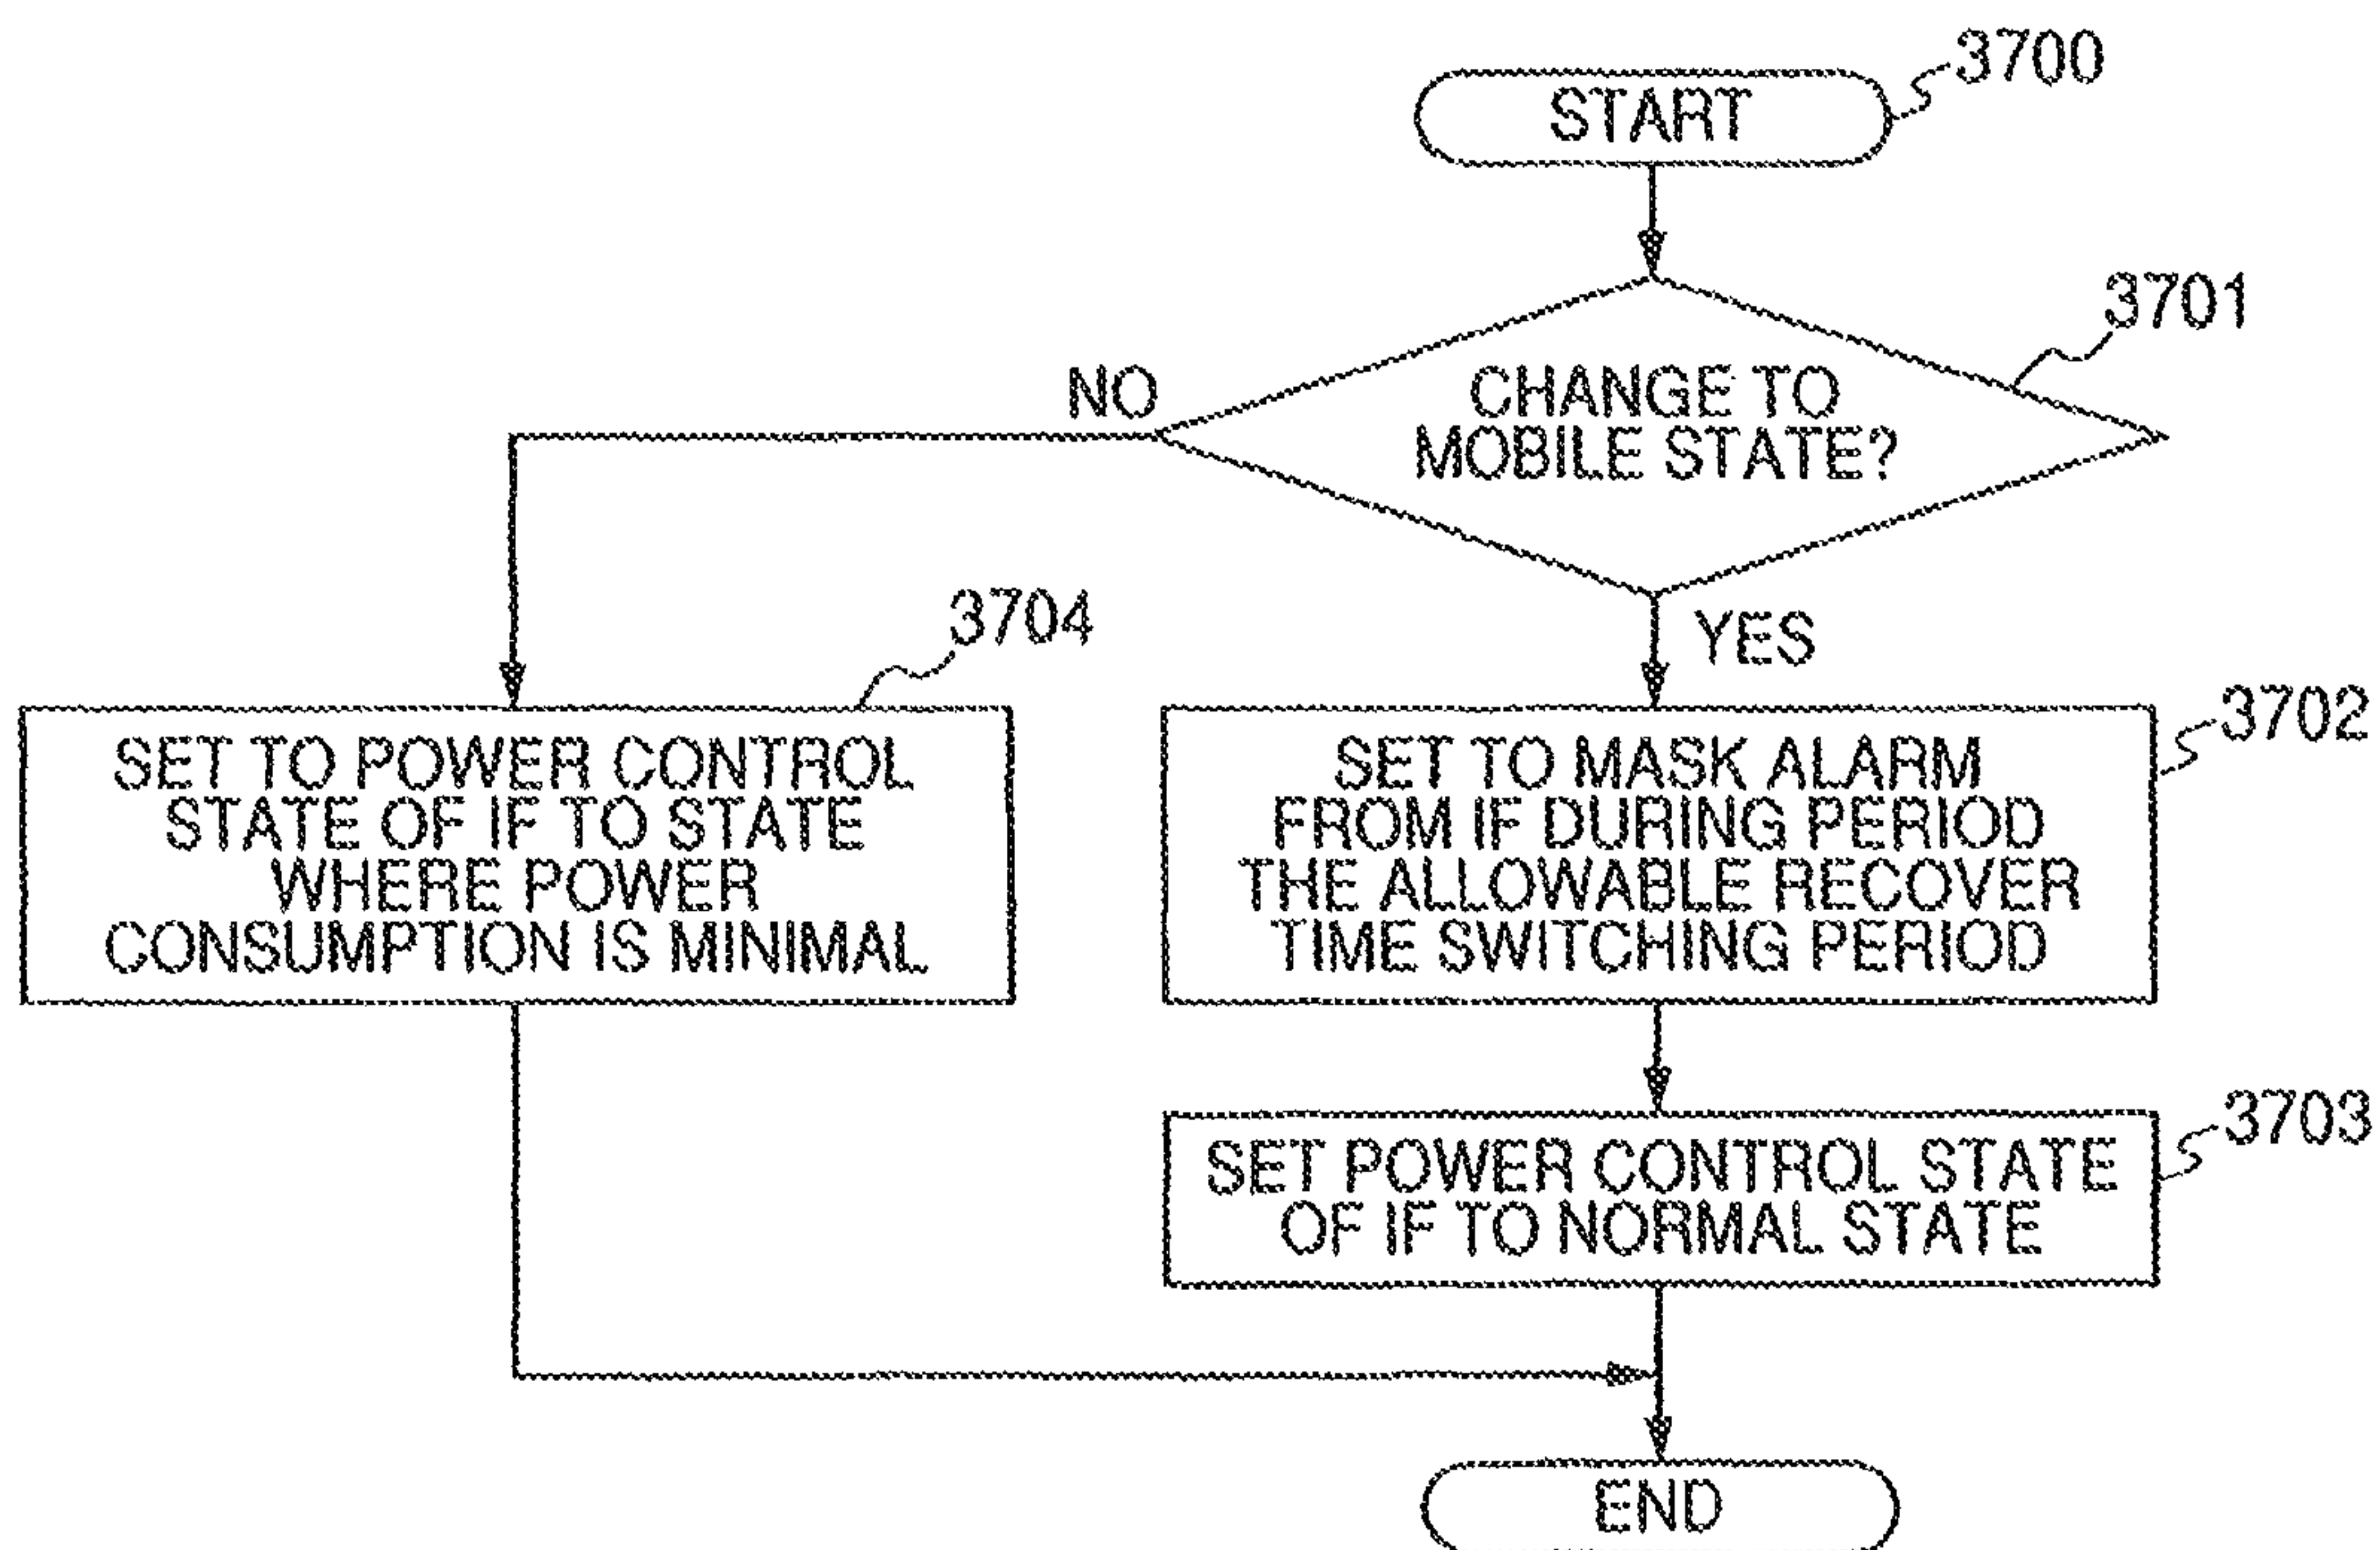 START
3700
CHANGE TO
MOBILE STATE?
3701
NO
YES
3704
SET TO POWER CONTROL
STATE OF IF TO STATE
WHERE POWER
CONSUMPTION IS MINIMAL
3702
SET TO MASK ALARM
FROM IF DURING PERIOD
THE ALLOWABLE RECOVER
TIME SWITCHING PERIOD
3703
SET POWER CONTROL STATE
OF IF TO NORMAL STATE
END